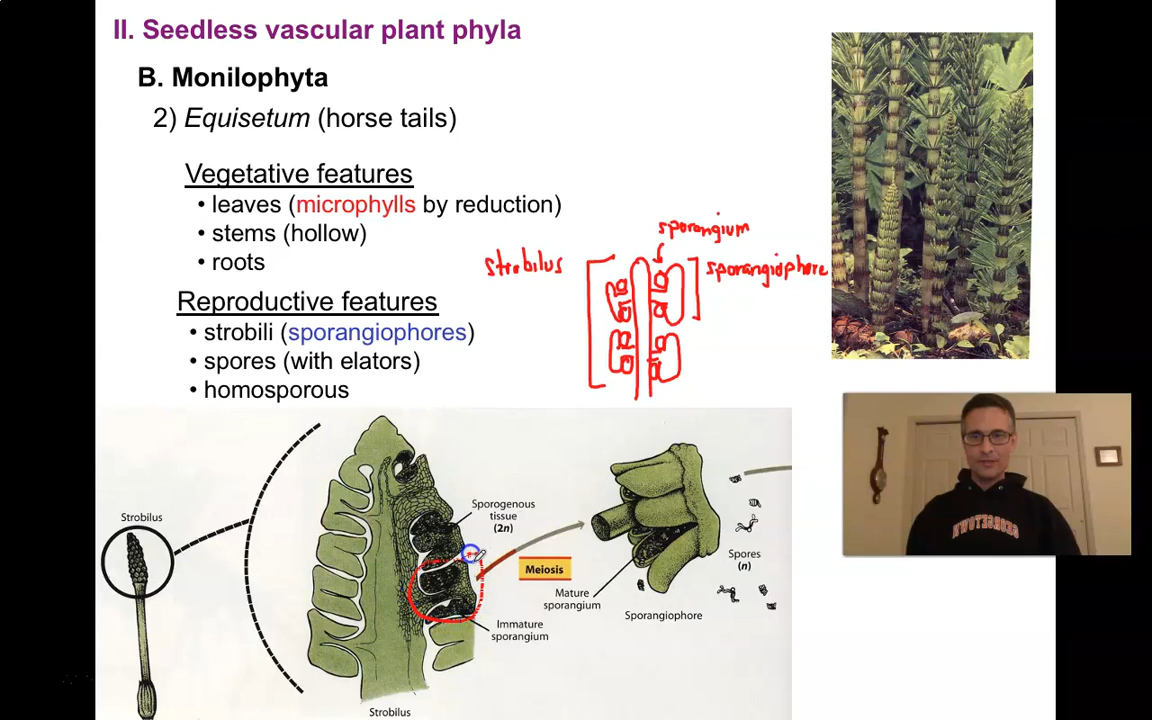 II. Seedless vascular plant phyla
B. Monilophyta
2) Equisetum (horse tails)
Vegetative features
• leaves (microphylls by reduction)
• stems (hollow)
• roots
Reproductive features
• strobili (sporangiophores)
• spores (with elators)
• homosporous
sporangium
strobilus
sporangiophore
Strobilus
Sporogenous
tissue
(2n)
Meiosis
Mature
sporangium
Immature
sporangium
Sporangiophore
Spores
(n)
Strobilus
GEORGETOWN